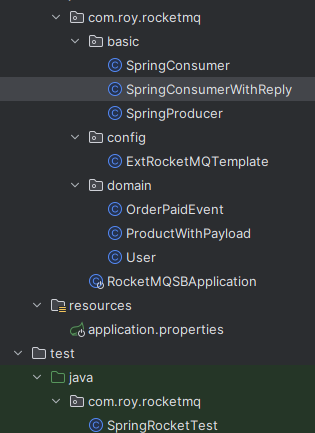 com.roy.rocketmq
basic
SpringConsumer
SpringConsumerWithReply
SpringProducer
config
ExtRocketMQTemplate
domain
OrderPaidEvent
ProductWithPayload
User
RocketMQSBApplication
resources
application.properties
test
java
com.roy.rocketmq
SpringRocketTest